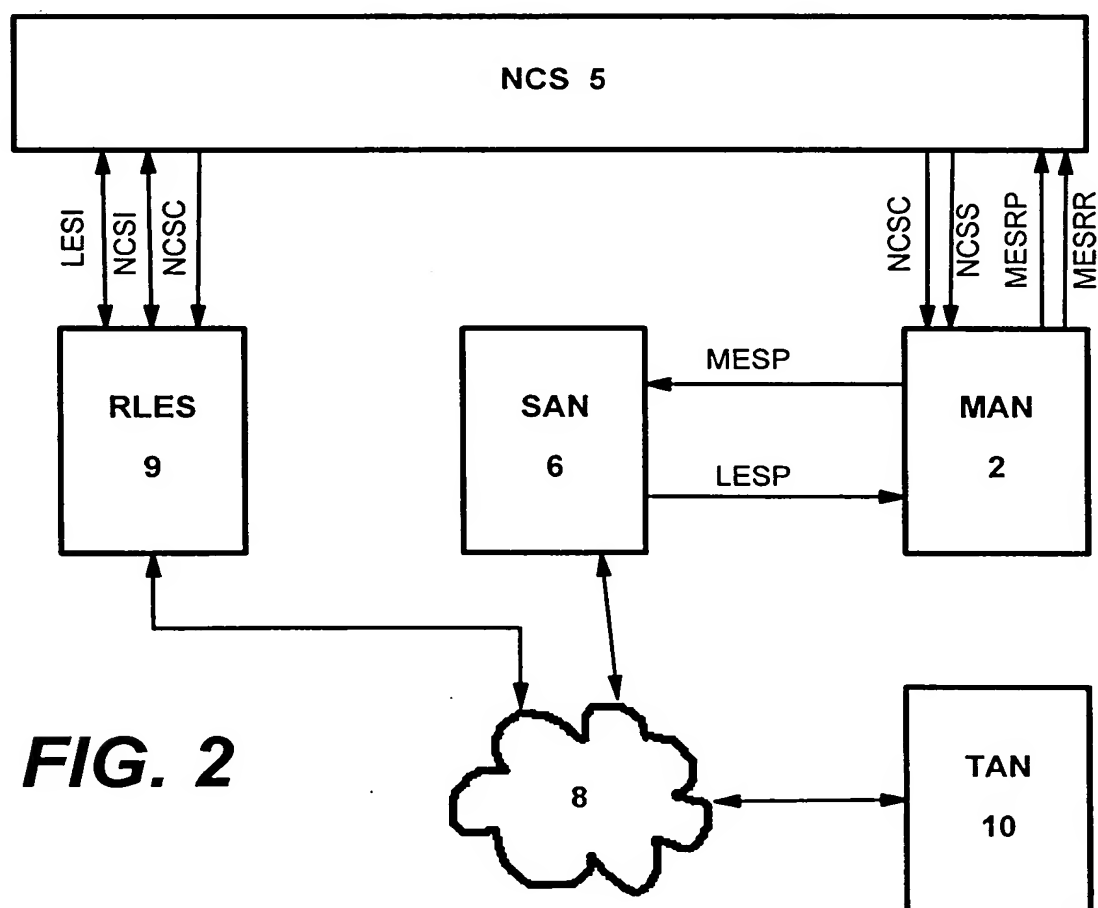 NCS 5
LESI
NCSI
NCSC
NCSC
NCSS
MESRP
MESRR
RLES
9
SAN
6
MESP
LESP
MAN
2
FIG. 2
8
TAN
10